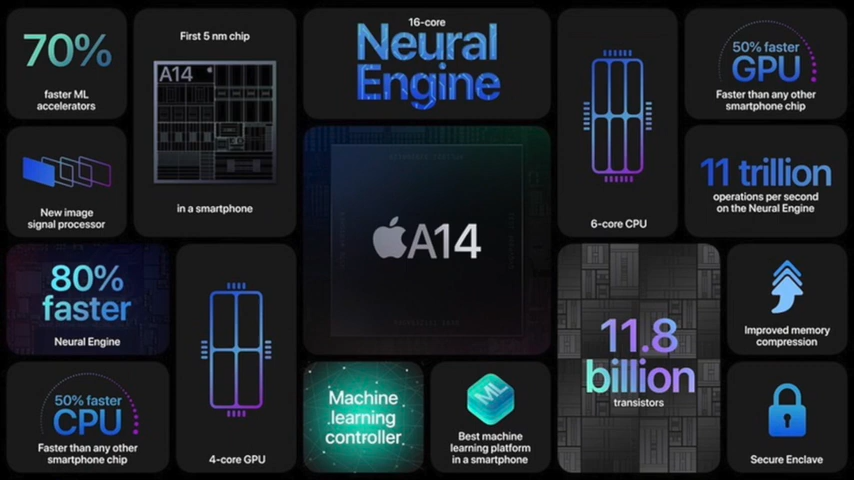 70%
faster ML
accelerators
First 5 nm chip
A14
in a smartphone
16-core
Neural
Engine
6-core CPU
50% faster
GPU
Faster than any other
smartphone chip
New image
signal processor
A14
11 trillion
operations per second
on the Neural Engine
80%
faster
Neural Engine
4-core GPU
11.8
billion
transistors
Improved memory
compression
50% faster
CPU
Faster than any other
smartphone chip
Machine
learning
controller
ML
Best machine
learning platform
in a smartphone
Secure Enclave